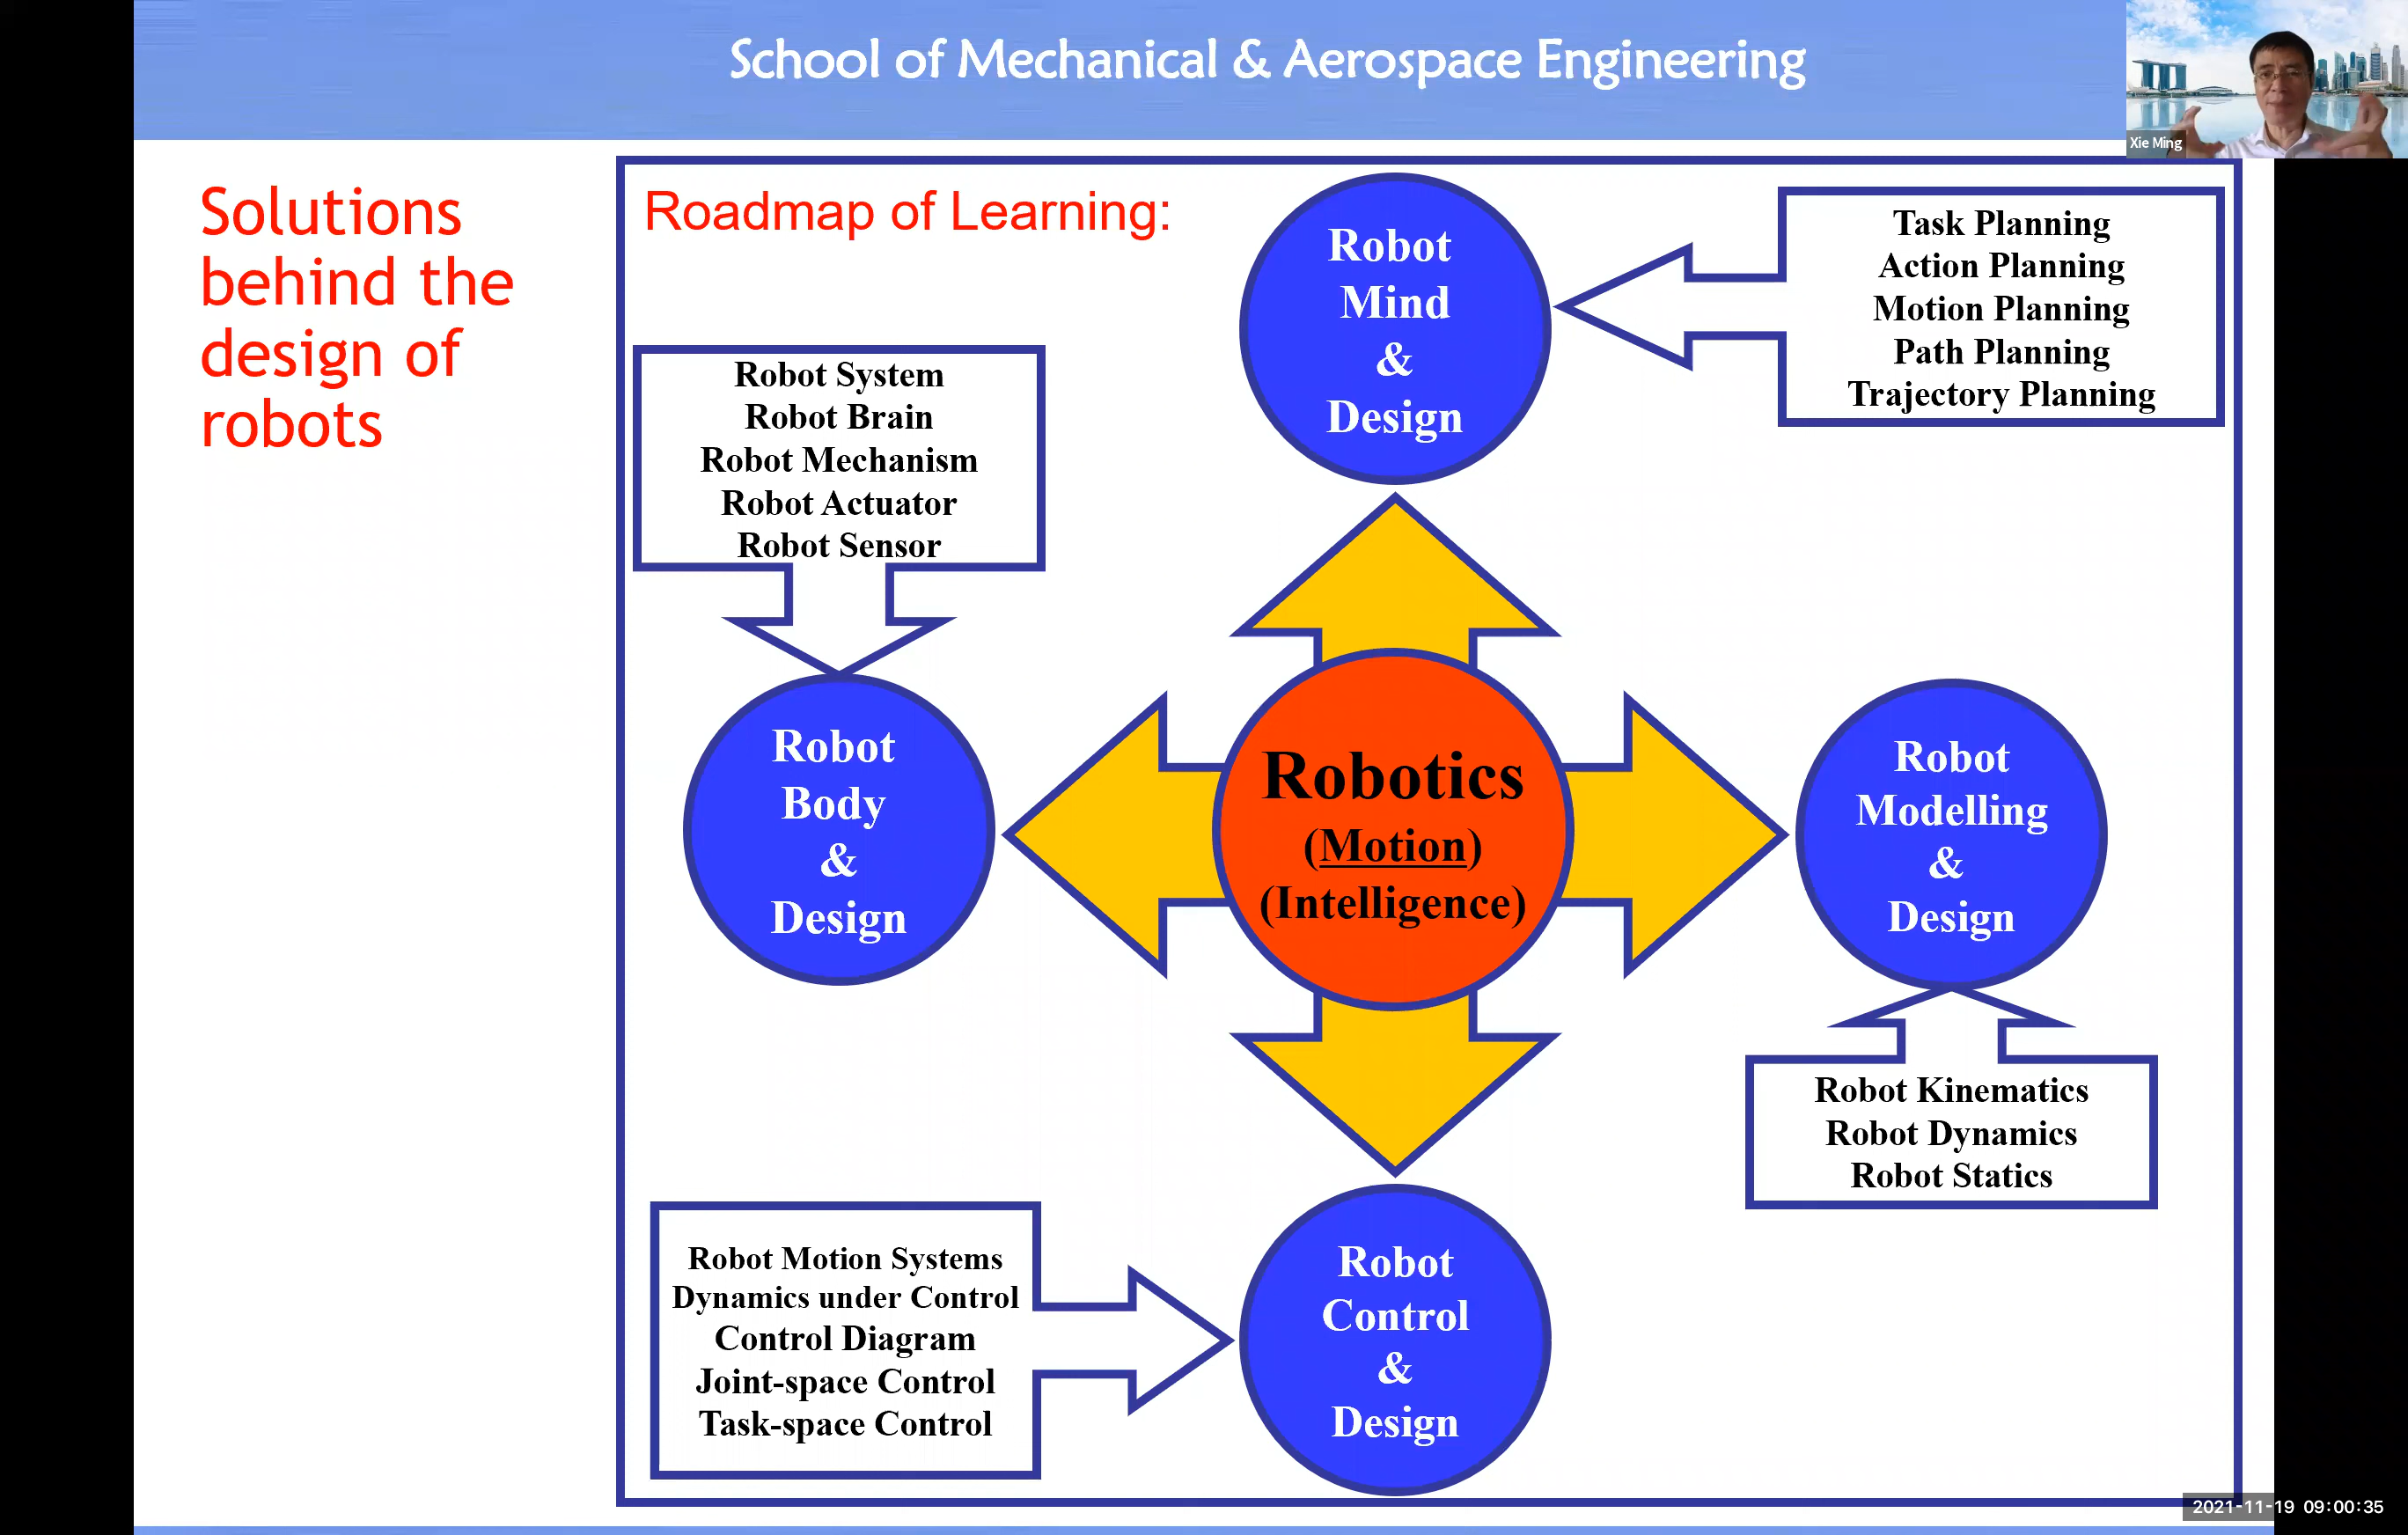 School of Mechanical & Aerospace Engineering
Xie Ming
Solutions
behind the
design of
robots
Roadmap of Learning:
Robot
Mind
&
Design
Task Planning
Action Planning
Motion Planning
Path Planning
Trajectory Planning
Robot System
Robot Brain
Robot Mechanism
Robot Actuator
Robot Sensor
Robot
Body
&
Design
Robotics
(Motion)
(Intelligence)
Robot
Modelling
&
Design
Robot Kinematics
Robot Dynamics
Robot Statics
Robot Motion Systems
Dynamics under Control
Control Diagram
Joint-space Control
Task-space Control
Robot
Control
&
Design
2021-11-19 09:00:35